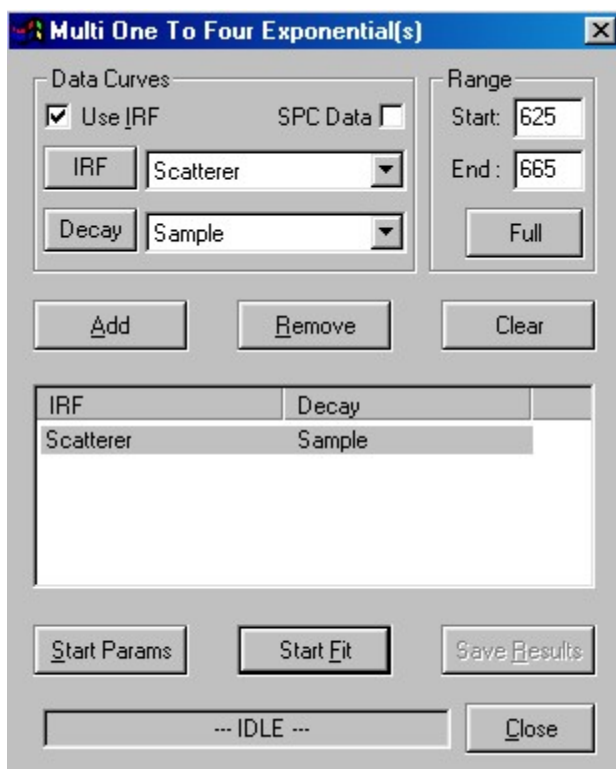 Multi One To Four Exponential(s)
Data Curves
Range
Use IRF
SPC Data
Start: 625
IRF
Scatterer
End : 665
Decay
Sample
Full
Add
Remove
Clear
IRF Decay
Scatterer Sample
Start Params
Start Fit
Save Results
--- IDLE ---
Close